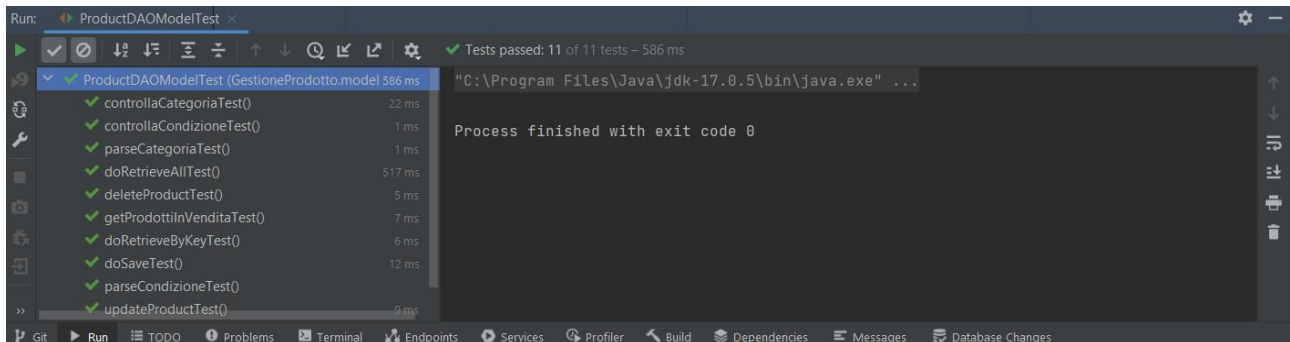 Run: ProductDAOModelTest
Tests passed: 11 of 11 tests – 586 ms
ProductDAOModelTest (GestioneProdotto.model 586 ms
"C:\Program Files\Java\jdk-17.0.5\bin\java.exe" ...
controllaCategoriaTest() 22 ms
controllaCondizioneTest() 1 ms
Process finished with exit code 0
parseCategoriaTest() 1 ms
doRetrieveAllTest() 517 ms
deleteProductTest() 5 ms
getProdottiInVenditaTest() 7 ms
doRetrieveByKeyTest() 6 ms
doSaveTest() 12 ms
parseCondizioneTest()
updateProductTest() 9 ms
Git Run TODO Problems Terminal Endpoints Services Profiler Build Dependencies Messages Database Changes